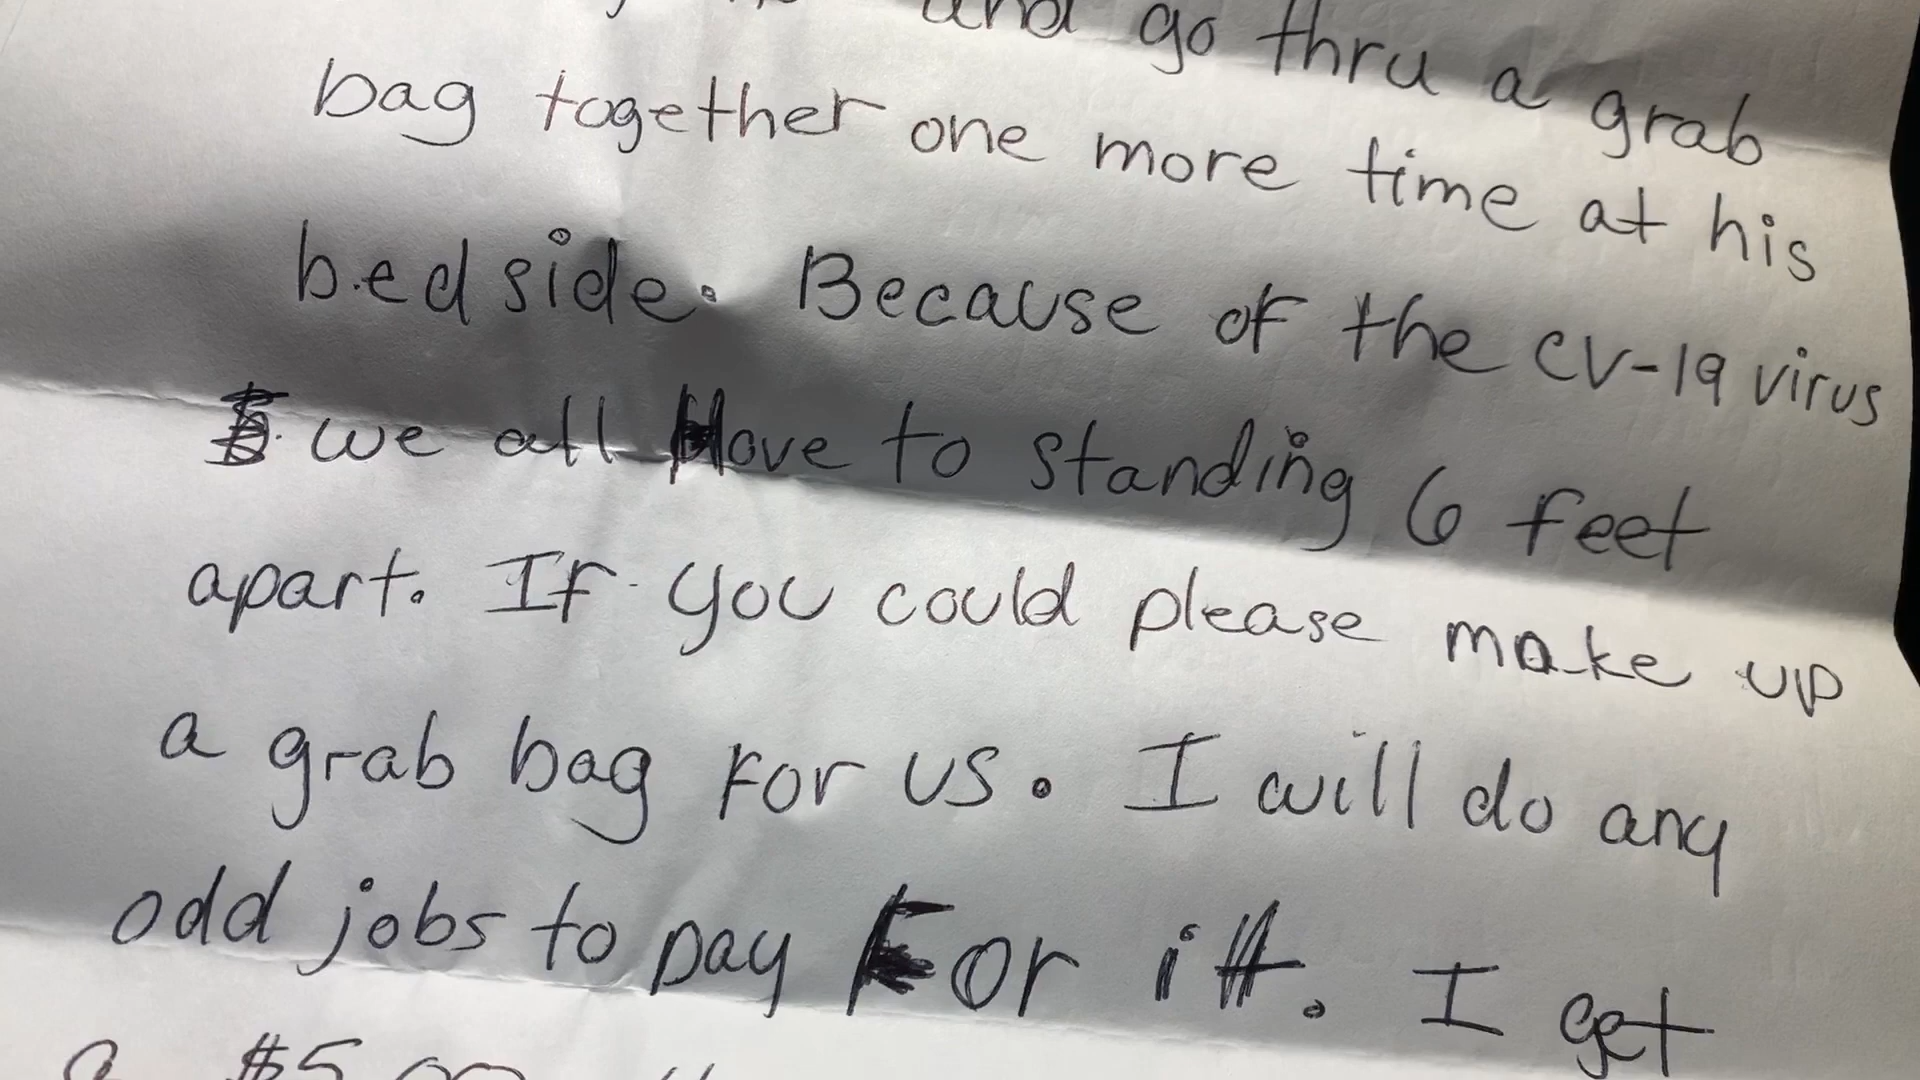 and go thru a grab
bag together one more time at his
bedside. Because of the CV-19 virus
we all Have to standing 6 feet
apart. If you could please make up
a grab bag For us. I will do any
odd jobs to pay For it. I get
a $5.00